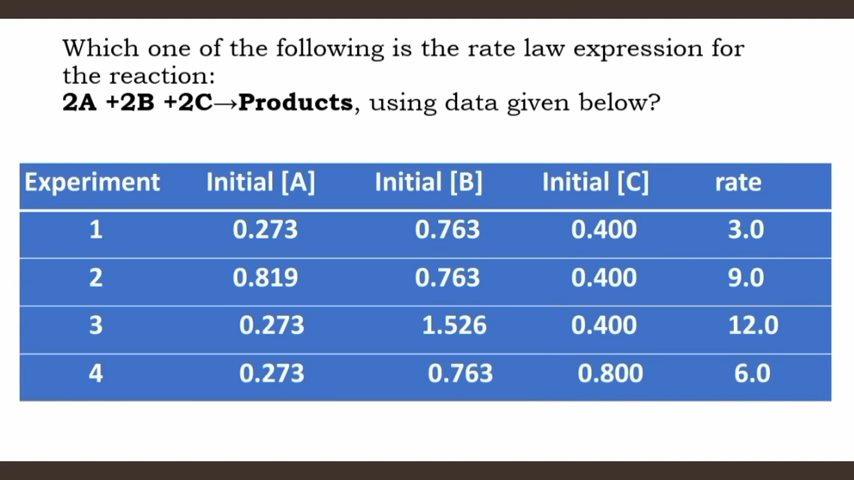 Which one of the following is the rate law expression for
the reaction:
2A +2B +2C→Products, using data given below?
Experiment Initial [A] Initial [B] Initial [C] rate
1 0.273 0.763 0.400 3.0
2 0.819 0.763 0.400 9.0
3 0.273 1.526 0.400 12.0
4 0.273 0.763 0.800 6.0